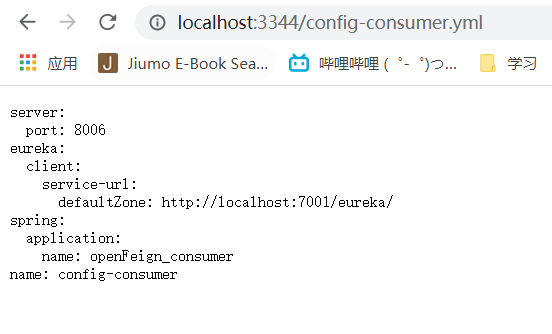 localhost:3344/config-consumer.yml
应用 Jiumo E-Book Sea... 哔哩哔哩 ( ゜- ゜)つ... 学习
server:
  port: 8006
eureka:
  client:
    service-url:
      defaultZone: http://localhost:7001/eureka/
spring:
  application:
    name: openFeign_consumer
name: config-consumer